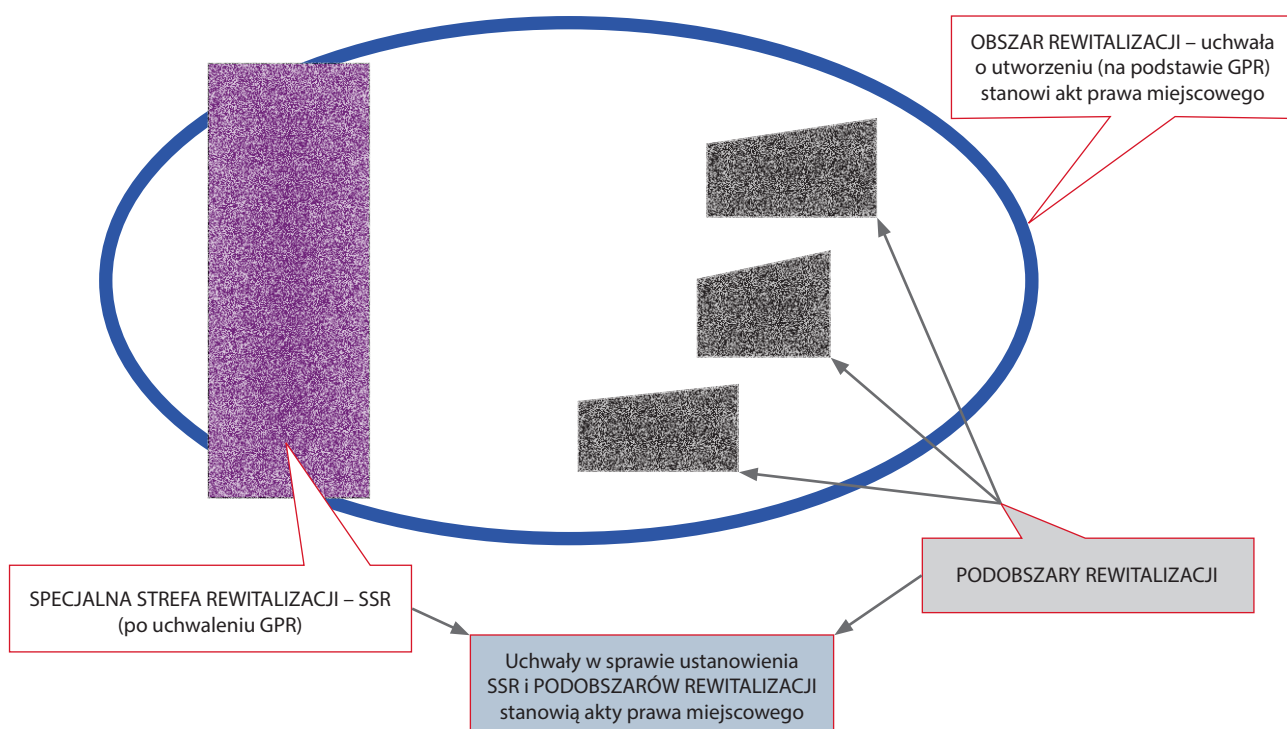 OBSZAR REWITALIZACJI – uchwała
o utworzeniu (na podstawie GPR)
stanowi akt prawa miejscowego
SPECJALNA STREFA REWITALIZACJI – SSR
(po uchwaleniu GPR)
PODOBSZARY REWITALIZACJI
Uchwały w sprawie ustanowienia
SSR i PODOBSZARÓW REWITALIZACJI
stanowią akty prawa miejscowego